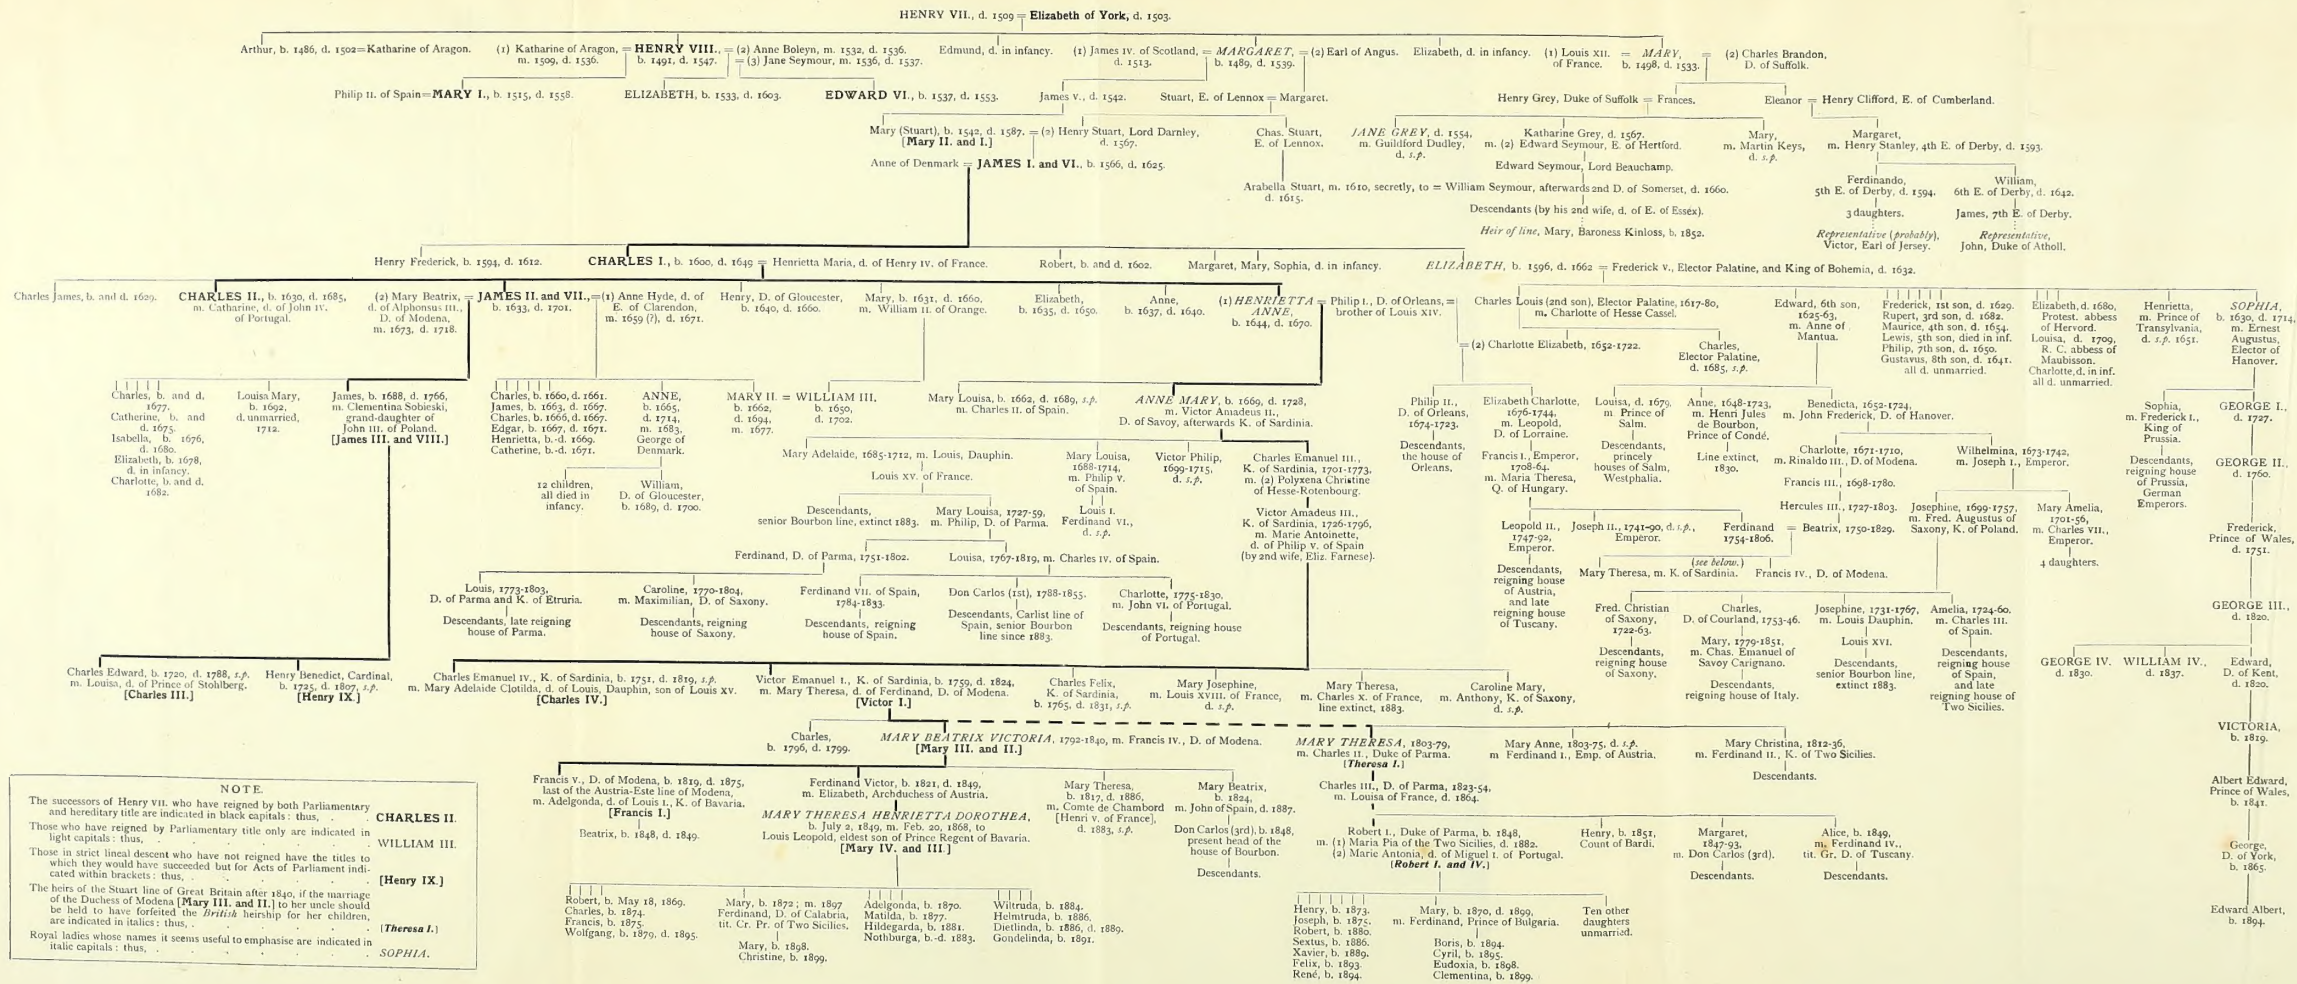 HENRY VII., d. 1509 = Elizabeth of York, d. 1503.
Arthur, b. 1486, d. 1502=Katharine of Aragon.
(1) Katharine of Aragon, = HENRY VIII., = (2) Anne Boleyn, m. 1532, d. 1536.
m. 1509, d. 1536. b. 1491, d. 1547. = (3) Jane Seymour, m. 1536, d. 1537.
Edmund, d. in infancy.
(1) James IV. of Scotland, = MARGARET, = (2) Earl of Angus.
d. 1513. b. 1489, d. 1539.
Elizabeth, d. in infancy.
(1) Louis XII. = MARY, = (2) Charles Brandon,
of France. b. 1498, d. 1533. D. of Suffolk.
Philip II. of Spain=MARY I., b. 1515, d. 1558.
ELIZABETH, b. 1533, d. 1603.
EDWARD VI., b. 1537, d. 1553.
James V., d. 1542.
Stuart, E. of Lennox = Margaret.
Henry Grey, Duke of Suffolk = Frances.
Eleanor = Henry Clifford, E. of Cumberland.
Mary (Stuart), b. 1542, d. 1587. = (2) Henry Stuart, Lord Darnley,
[Mary II. and I.] d. 1567.
Chas. Stuart,
E. of Lennox.
JANE GREY, d. 1554,
m. Guildford Dudley,
d. s.p.
Katharine Grey, d. 1567.
m. (2) Edward Seymour, E. of Hertford.
Mary,
m. Martin Keys,
d. s.p.
Margaret,
m. Henry Stanley, 4th E. of Derby, d. 1593.
Anne of Denmark = JAMES I. and VI., b. 1566, d. 1625.
Edward Seymour, Lord Beauchamp.
Arabella Stuart, m. 1610, secretly, to = William Seymour, afterwards 2nd D. of Somerset, d. 1660.
d. 1615.
Ferdinando,
5th E. of Derby, d. 1594.
William,
6th E. of Derby, d. 1642.
Descendants (by his 2nd wife, d. of E. of Essex).
3 daughters.
James, 7th E. of Derby.
Heir of line, Mary, Baroness Kinloss, b. 1852.
Representative (probably),
Victor, Earl of Jersey.
Representative,
John, Duke of Atholl.
Henry Frederick, b. 1594, d. 1612.
CHARLES I., b. 1600, d. 1649 = Henrietta Maria, d. of Henry IV. of France.
Robert, b. and d. 1602.
Margaret, Mary, Sophia, d. in infancy.
ELIZABETH, b. 1596, d. 1662 = Frederick V., Elector Palatine, and King of Bohemia, d. 1632.
Charles James, b. and d. 1629.
CHARLES II., b. 1630, d. 1685,
m. Catharine, d. of John IV.
of Portugal.
(2) Mary Beatrix, = JAMES II. and VII., =(1) Anne Hyde, d. of
d. of Alphonsus III., b. 1633, d. 1701. E. of Clarendon,
D. of Modena, m. 1659 (?), d. 1671.
m. 1673, d. 1718.
Henry, D. of Gloucester,
b. 1640, d. 1660.
Mary, b. 1631, d. 1660,
m. William II. of Orange.
Elizabeth,
b. 1635, d. 1650.
Anne,
b. 1637, d. 1640.
(1) HENRIETTA = Philip I., D. of Orleans, =
ANNE, brother of Louis XIV.
b. 1644, d. 1670.
= (2) Charlotte Elizabeth, 1652-1722.
Charles Louis (2nd son), Elector Palatine, 1617-80,
m. Charlotte of Hesse Cassel.
Charles,
Elector Palatine,
d. 1685, s.p.
Edward, 6th son,
1625-63,
m. Anne of
Mantua.
Frederick, 1st son, d. 1629.
Rupert, 3rd son, d. 1682.
Maurice, 4th son, d. 1654.
Lewis, 5th son, died in inf.
Philip, 7th son, d. 1650.
Gustavus, 8th son, d. 1641.
all d. unmarried.
Elizabeth, d. 1680,
Protest. abbess
of Hervord.
Louisa, d. 1709,
R. C. abbess of
Maubisson.
Charlotte, d. in inf.
all d. unmarried.
Henrietta,
m. Prince of
Transylvania,
d. s.p. 1651.
SOPHIA,
b. 1630, d. 1714,
m. Ernest
Augustus,
Elector of
Hanover.
Charles, b. and d.
1677.
Catherine, b. and
d. 1675.
Isabella, b. 1676,
d. 1680.
Elizabeth, b. 1678,
d. in infancy.
Charlotte, b. and d.
1682.
Louisa Mary,
b. 1692,
d. unmarried,
1712.
James, b. 1688, d. 1766,
m. Clementina Sobieski,
grand-daughter of
John III. of Poland.
[James III. and VIII.]
Charles, b. 1660, d. 1661.
James, b. 1663, d. 1667.
Charles, b. 1666, d. 1667.
Edgar, b. 1667, d. 1671.
Henrietta, b.-d. 1669.
Catherine, b.-d. 1671.
ANNE,
b. 1665,
d. 1714,
m. 1683,
George of
Denmark.
MARY II. = WILLIAM III.
b. 1662, b. 1650,
d. 1694, d. 1702.
m. 1677.
Mary Louisa, b. 1662, d. 1689, s.p.
m. Charles II. of Spain.
ANNE MARY, b. 1669, d. 1728,
m. Victor Amadeus II.,
D. of Savoy, afterwards K. of Sardinia.
Philip II.,
D. of Orleans,
1674-1723.
Descendants,
the house of
Orleans.
Elizabeth Charlotte,
1676-1744,
m. Leopold,
D. of Lorraine.
Francis I., Emperor,
1708-64.
m. Maria Theresa,
Q. of Hungary.
Louisa, d. 1679,
m Prince of
Salm.
Descendants,
princely
houses of Salm,
Westphalia.
Anne, 1648-1723,
m. Henri Jules
de Bourbon,
Prince of Condé.
Line extinct,
1830.
Benedicta, 1652-1724,
m. John Frederick, D. of Hanover.
Charlotte, 1671-1710,
m. Rinaldo III., D. of Modena.
Wilhelmina, 1673-1742,
m. Joseph I., Emperor.
Francis III., 1698-1780.
Hercules III., 1727-1803.
Josephine, 1699-1757,
m. Fred. Augustus of
Saxony, K. of Poland.
Mary Amelia,
1701-56,
m. Charles VII.,
Emperor.
4 daughters.
Sophia,
m. Frederick I.,
King of
Prussia.
Descendants,
reigning house
of Prussia,
German
Emperors.
GEORGE I.,
d. 1727.
GEORGE II.,
d. 1760.
Frederick,
Prince of Wales,
d. 1751.
GEORGE III.,
d. 1820.
12 children,
all died in
infancy.
William,
D. of Gloucester,
b. 1689, d. 1700.
Mary Adelaide, 1685-1712, m. Louis, Dauphin.
Louis XV. of France.
Mary Louisa,
1688-1714,
m. Philip V.
of Spain.
Louis I.
Ferdinand VI.,
d. s.p.
Victor Philip,
1699-1715,
d. s.p.
Charles Emanuel III.,
K. of Sardinia, 1701-1773,
m. (2) Polyxena Christine
of Hesse-Rotenbourg.
Victor Amadeus III.,
K. of Sardinia, 1726-1796,
m. Marie Antoinette,
d. of Philip V. of Spain
(by 2nd wife, Eliz. Farnese).
Descendants,
senior Bourbon line, extinct 1883.
Mary Louisa, 1727-59,
m. Philip, D. of Parma.
Leopold II.,
1747-92,
Emperor.
Joseph II., 1741-90, d. s.p.,
Emperor.
Ferdinand = Beatrix, 1750-1829.
1754-1806.
Ferdinand, D. of Parma, 1751-1802.
Louisa, 1767-1819, m. Charles IV. of Spain.
(see below.)
Mary Theresa, m. K. of Sardinia.
Francis IV., D. of Modena.
Descendants,
reigning house
of Austria,
and late
reigning house
of Tuscany.
Louis, 1773-1803,
D. of Parma and K. of Etruria.
Descendants, late reigning
house of Parma.
Caroline, 1770-1804,
m. Maximilian, D. of Saxony.
Descendants, reigning
house of Saxony.
Ferdinand VII. of Spain,
1784-1833.
Descendants, reigning
house of Spain.
Don Carlos (1st), 1788-1855.
Descendants, Carlist line of
Spain, senior Bourbon
line since 1883.
Charlotte, 1775-1830,
m. John VI. of Portugal.
Descendants, reigning house
of Portugal.
Fred. Christian
of Saxony,
1722-63.
Descendants,
reigning house
of Saxony.
Charles,
D. of Courland, 1753-46.
Mary, 1779-1851,
m. Chas. Emanuel of
Savoy Carignano.
Descendants,
reigning house of Italy.
Josephine, 1731-1767,
m. Louis Dauphin.
Louis XVI.
Descendants,
senior Bourbon line,
extinct 1883.
Amelia, 1724-60.
m. Charles III.
of Spain.
Descendants,
reigning house
of Spain,
and late
reigning house of
Two Sicilies.
GEORGE IV.
d. 1830.
WILLIAM IV.,
d. 1837.
Edward,
D. of Kent,
d. 1820.
Charles Edward, b. 1720, d. 1788, s.p.
m. Louisa, d. of Prince of Stohlberg.
[Charles III.]
Henry Benedict, Cardinal,
b. 1725, d. 1807, s.p.
[Henry IX.]
Charles Emanuel IV., K. of Sardinia, b. 1751, d. 1819, s.p.
m. Mary Adelaide Clotilda, d. of Louis, Dauphin, son of Louis XV.
[Charles IV.]
Victor Emanuel I., K. of Sardinia, b. 1759, d. 1824,
m. Mary Theresa, d. of Ferdinand, D. of Modena.
[Victor I.]
Charles Felix,
K. of Sardinia,
b. 1765, d. 1831, s.p.
Mary Josephine,
m. Louis XVIII. of France,
d. s.p.
Mary Theresa,
m. Charles X. of France,
line extinct, 1883.
Caroline Mary,
m. Anthony, K. of Saxony,
d. s.p.
Charles,
b. 1796, d. 1799.
MARY BEATRIX VICTORIA, 1792-1840, m. Francis IV., D. of Modena.
[Mary III. and II.]
MARY THERESA, 1803-79,
m. Charles II., Duke of Parma.
[Theresa I.]
Mary Anne, 1803-75, d. s.p.
m Ferdinand I., Emp. of Austria.
Mary Christina, 1812-36,
m. Ferdinand II., K. of Two Sicilies.
Descendants.
VICTORIA,
b. 1819.
Albert Edward,
Prince of Wales,
b. 1841.
George,
D. of York,
b. 1865.
Edward Albert,
b. 1894.
Francis V., D. of Modena, b. 1819, d. 1875,
last of the Austria-Este line of Modena,
m. Adelgonda, d. of Louis I., K. of Bavaria.
[Francis I.]
Beatrix, b. 1848, d. 1849.
Ferdinand Victor, b. 1821, d. 1849,
m. Elizabeth, Archduchess of Austria.
MARY THERESA HENRIETTA DOROTHEA,
b. July 2, 1849, m. Feb. 20, 1868, to
Louis Leopold, eldest son of Prince Regent of Bavaria.
[Mary IV. and III.]
Mary Theresa,
b. 1817, d. 1886,
m. Comte de Chambord
[Henri V. of France],
d. 1883, s.p.
Mary Beatrix,
b. 1824,
m. John of Spain, d. 1887.
Don Carlos (3rd), b. 1848,
present head of the
house of Bourbon.
Descendants.
Charles III., D. of Parma, 1823-54,
m. Louisa of France, d. 1864.
Robert I., Duke of Parma, b. 1848,
m. (1) Maria Pia of the Two Sicilies, d. 1882.
(2) Marie Antonia, d. of Miguel I. of Portugal.
[Robert I. and IV.]
Henry, b. 1851,
Count of Bardi.
Margaret,
1847-93,
m. Don Carlos (3rd).
Descendants.
Alice, b. 1849,
m. Ferdinand IV.,
tit. Gr. D. of Tuscany.
Descendants.
Robert, b. May 18, 1869.
Charles, b. 1874.
Francis, b. 1875.
Wolfgang, b. 1879, d. 1895.
Mary, b. 1872; m. 1897
Ferdinand, D. of Calabria,
tit. Cr. Pr. of Two Sicilies.
Mary, b. 1898.
Christine, b. 1899.
Adelgonda, b. 1870.
Matilda, b. 1877.
Hildegarda, b. 1881.
Nothburga, b.-d. 1883.
Wiltruda, b. 1884.
Helmtruda, b. 1886.
Dietlinda, b. 1886, d. 1889.
Gondelinda, b. 1891.
Henry, b. 1873.
Joseph, b. 1875.
Robert, b. 1880.
Sextus, b. 1886.
Xavier, b. 1889.
Felix, b. 1893.
René, b. 1894.
Mary, b. 1870, d. 1899,
m. Ferdinand, Prince of Bulgaria.
Boris, b. 1894.
Cyril, b. 1895.
Eudoxia, b. 1898.
Clementina, b. 1899.
Ten other
daughters
unmarried.
NOTE.
The successors of Henry VII. who have reigned by both Parliamentary
and hereditary title are indicated in black capitals: thus, . . CHARLES II.
Those who have reigned by Parliamentary title only are indicated in
light capitals: thus, . . . . . . . WILLIAM III.
Those in strict lineal descent who have not reigned have the titles to
which they would have succeeded but for Acts of Parliament indi-
cated within brackets: thus, . . . . . . [Henry IX.]
The heirs of the Stuart line of Great Britain after 1840, if the marriage
of the Duchess of Modena [Mary III. and II.] to her uncle should
be held to have forfeited the British heirship for her children,
are indicated in italics: thus, . . . . . . [Theresa I.]
Royal ladies whose names it seems useful to emphasise are indicated in
italic capitals: thus, . . . . . . . SOPHIA.